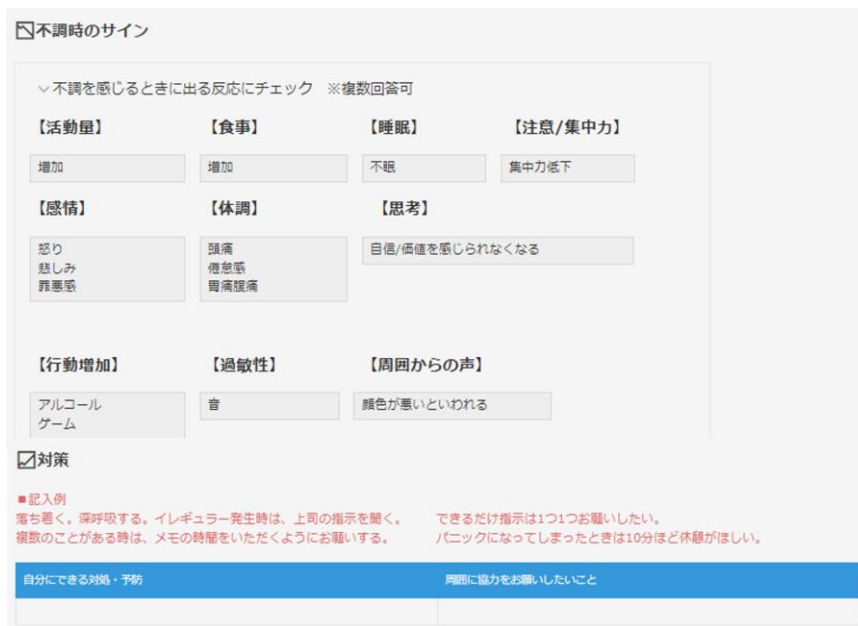 不調時のサイン
不調を感じるときに出る反応にチェック ※複数回答可
【活動量】 【食事】 【睡眠】 【注意/集中力】
増加 増加 不眠 集中力低下
【感情】 【体調】 【思考】
怒り 頭痛 自信/価値を感じられなくなる
悲しみ 倦怠感
罪悪感 胃痛腹痛
【行動増加】 【過敏性】 【周囲からの声】
アルコール 音 顔色が悪いといわれる
ゲーム
対策
■記入例
落ち着く。深呼吸する。イレギュラー発生時は、上司の指示を聞く。 できるだけ指示は1つ1つお願いしたい。
複数のことがある時は、メモの時間をいただくようにお願いする。 パニックになってしまったときは10分ほど休憩がほしい。
自分にできる対処・予防 周囲に協力をお願いしたいこと